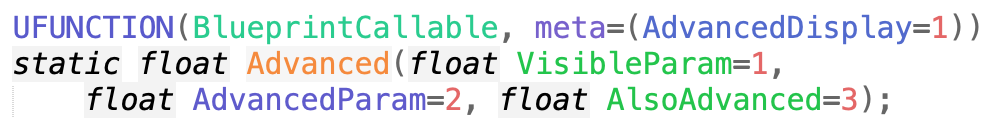 UFUNCTION(BlueprintCallable, meta=(AdvancedDisplay=1))
static float Advanced(float VisibleParam=1,
float AdvancedParam=2, float AlsoAdvanced=3);